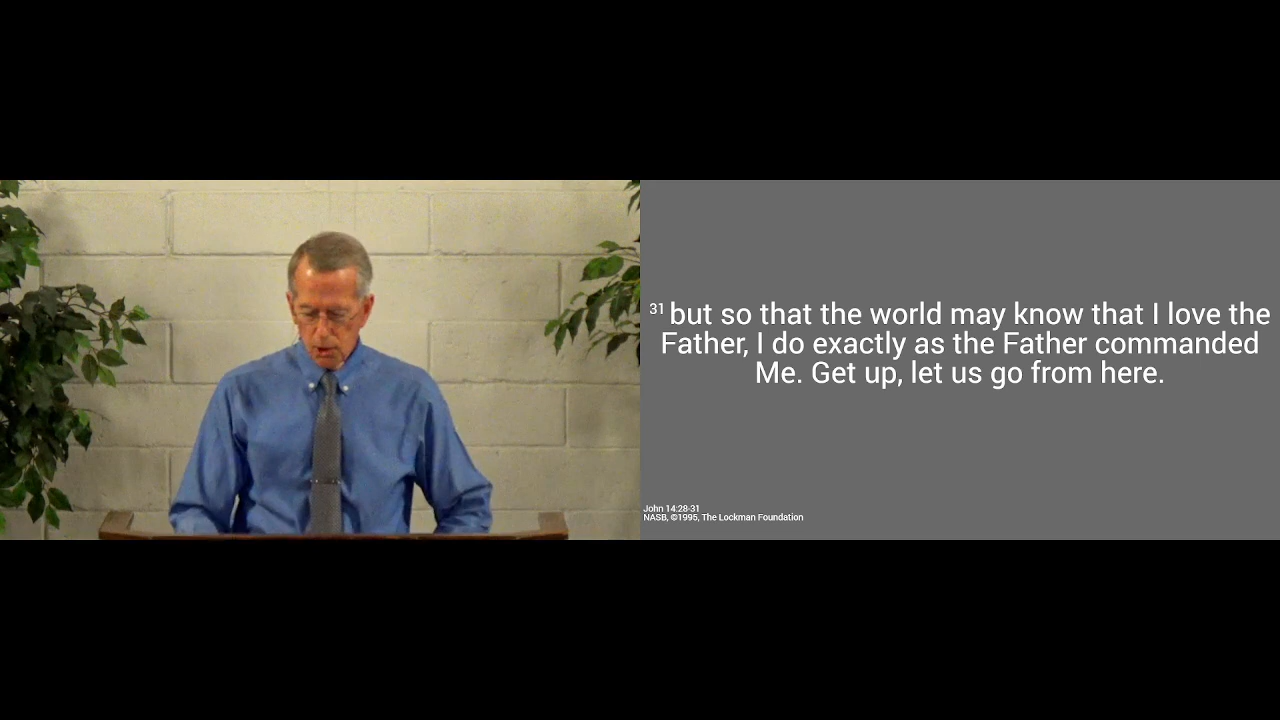 31 but so that the world may know that I love the
Father, I do exactly as the Father commanded
Me. Get up, let us go from here.
John 14:28-31
NASB, ©1995, The Lockman Foundation